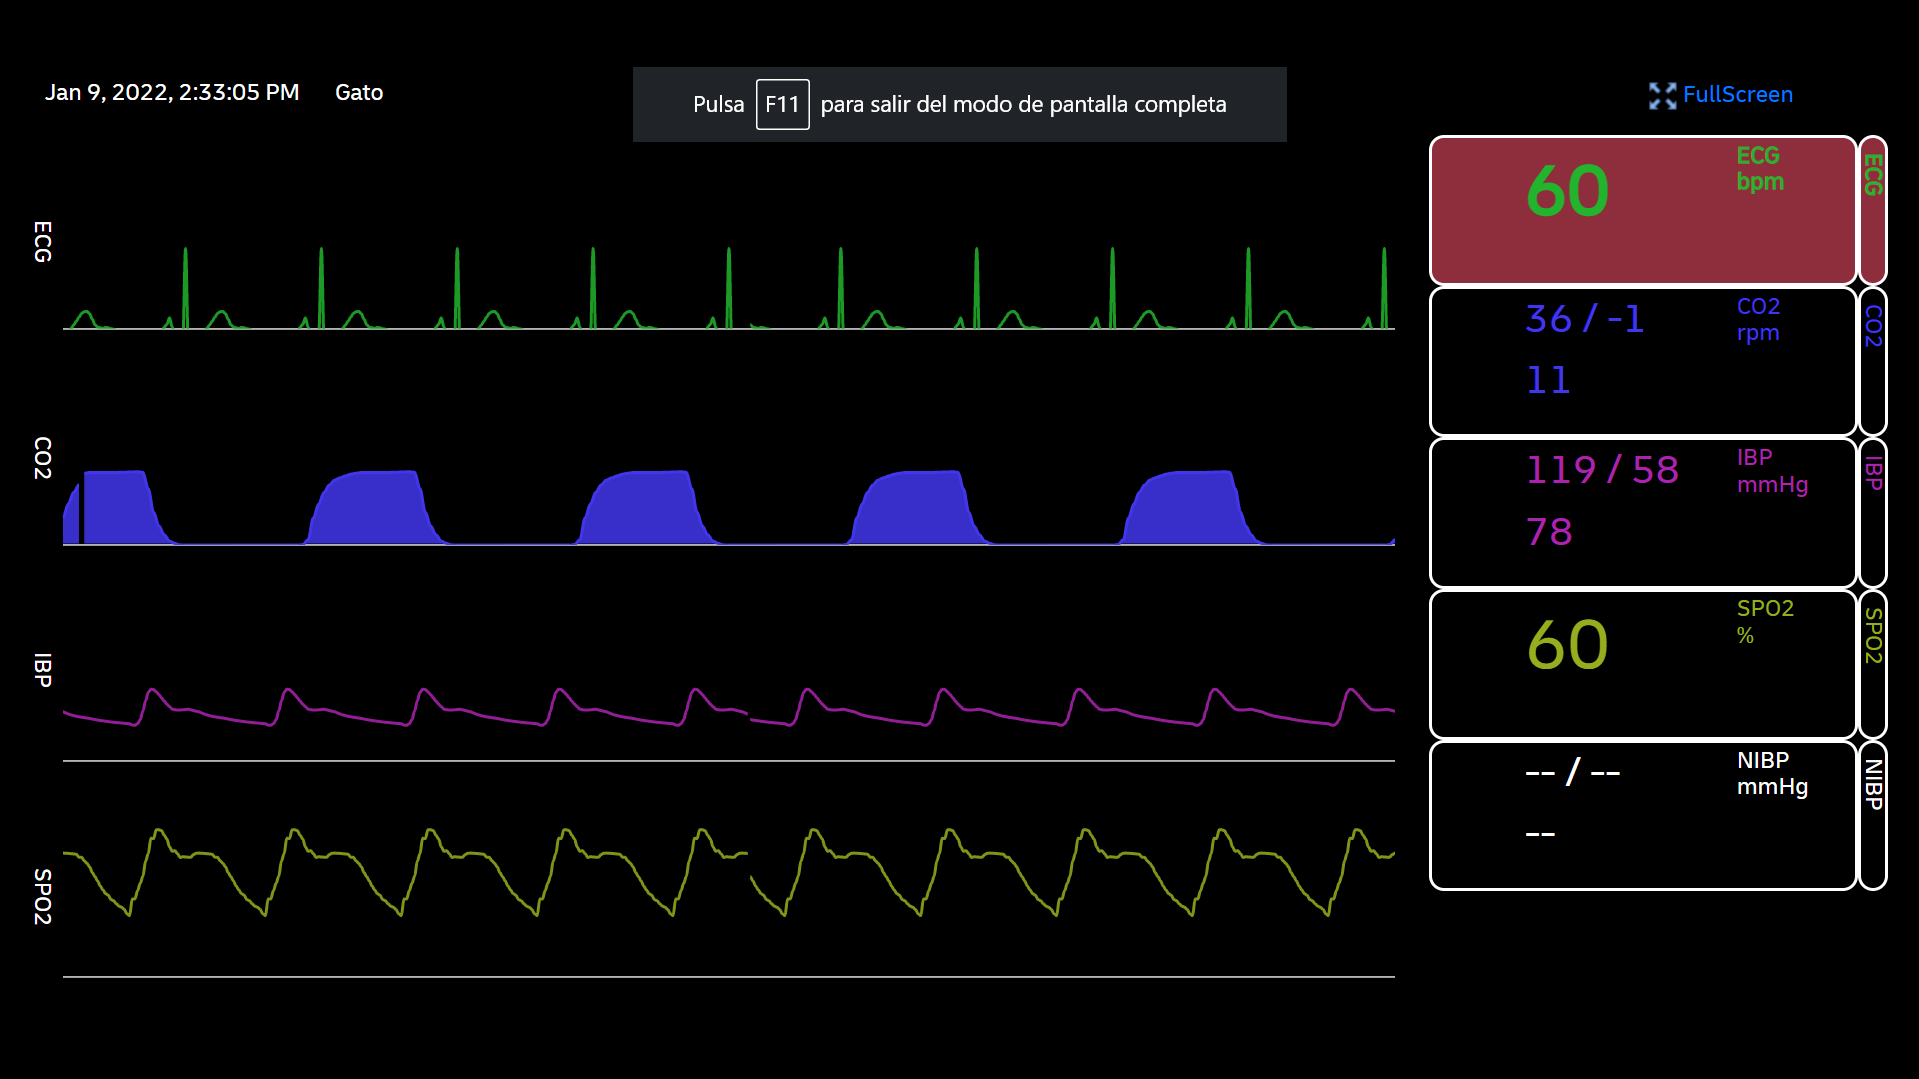 Jan 9, 2022, 2:33:05 PM Gato
Pulsa F11 para salir del modo de pantalla completa
FullScreen
ECG
CO2
IBP
SPO2
60
ECG
bpm
ECG
36 / -1
CO2
rpm
11
CO2
119 / 58
IBP
mmHg
78
IBP
60
SPO2
%
SPO2
-- / --
NIBP
mmHg
--
NIBP